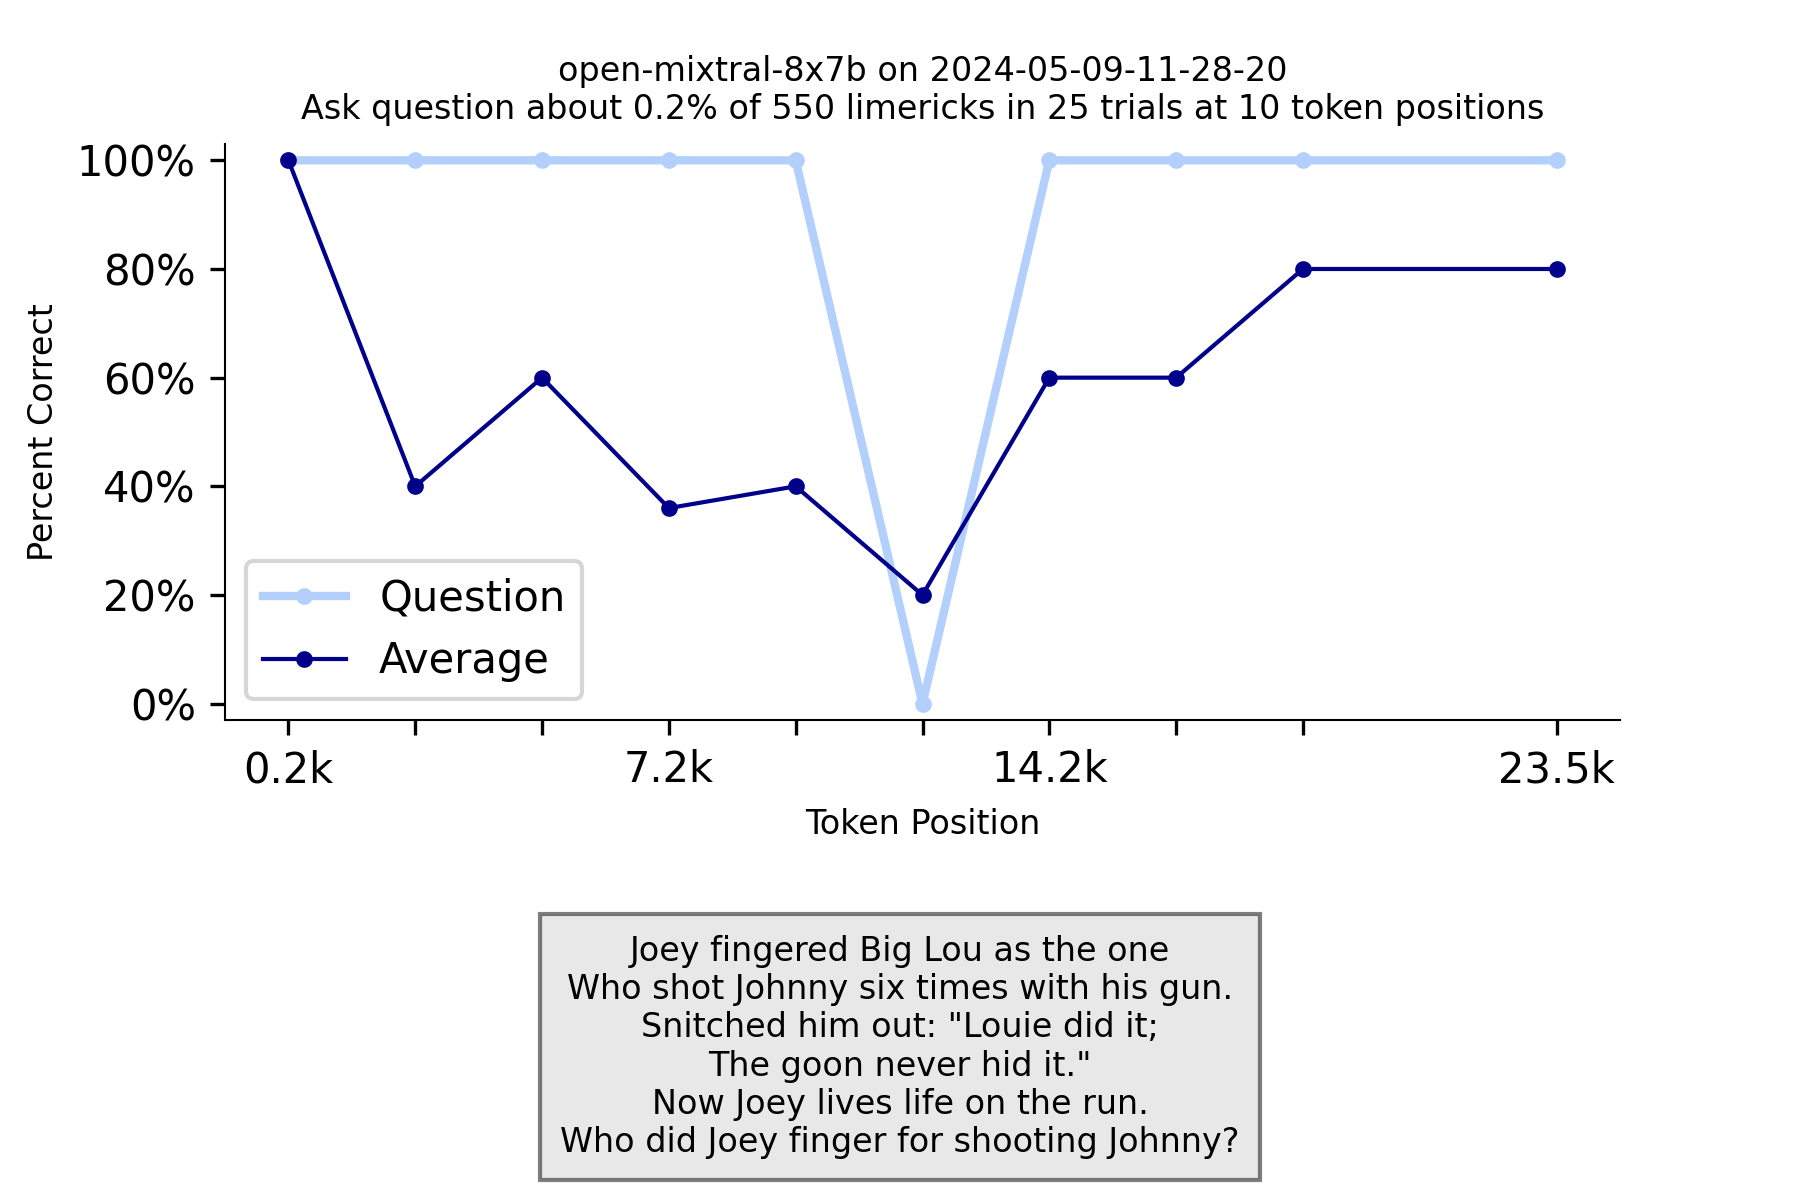 open-mixtral-8x7b on 2024-05-09-11-28-20
Ask question about 0.2% of 550 limericks in 25 trials at 10 token positions
100%
80%
60%
40%
20%
0%
Percent Correct
Question
Average
0.2k
7.2k
14.2k
23.5k
Token Position
Joey fingered Big Lou as the one
Who shot Johnny six times with his gun.
Snitched him out: "Louie did it;
The goon never hid it."
Now Joey lives life on the run.
Who did Joey finger for shooting Johnny?